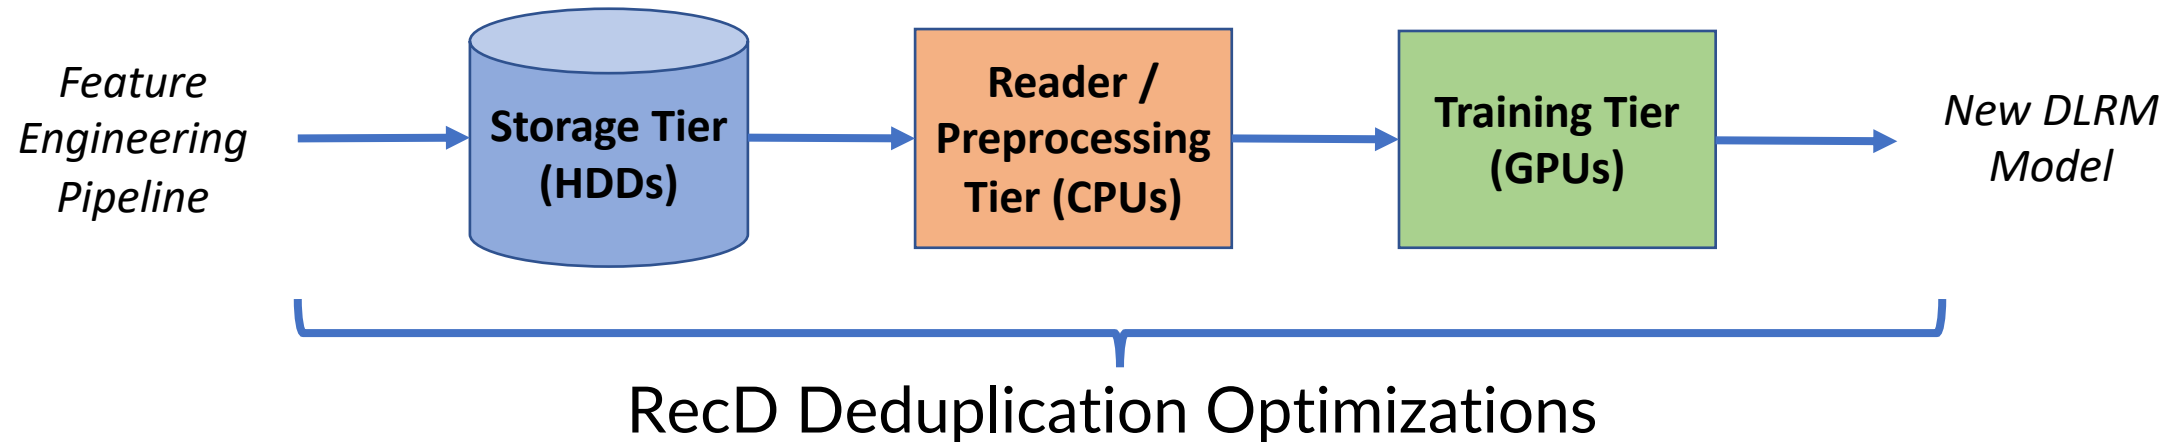 Feature
Engineering
Pipeline
Storage Tier
(HDDs)
Reader /
Preprocessing
Tier (CPUs)
Training Tier
(GPUs)
New DLRM
Model
RecD Deduplication Optimizations